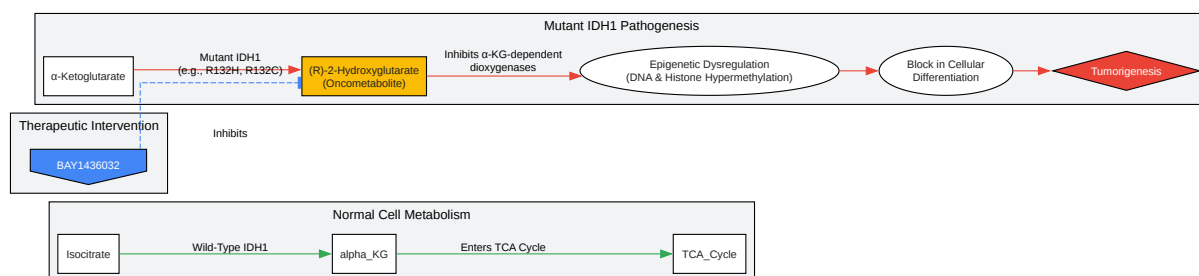 Mutant IDH1 Pathogenesis
α-Ketoglutarate
Mutant IDH1
(e.g., R132H, R132C)
(R)-2-Hydroxyglutarate
(Oncometabolite)
Inhibits α-KG-dependent
dioxygenases
Epigenetic Dysregulation
(DNA & Histone Hypermethylation)
Block in Cellular
Differentiation
Tumorigenesis
Therapeutic Intervention
BAY1436032
Inhibits
Normal Cell Metabolism
Isocitrate
Wild-Type IDH1
alpha_KG
Enters TCA Cycle
TCA_Cycle